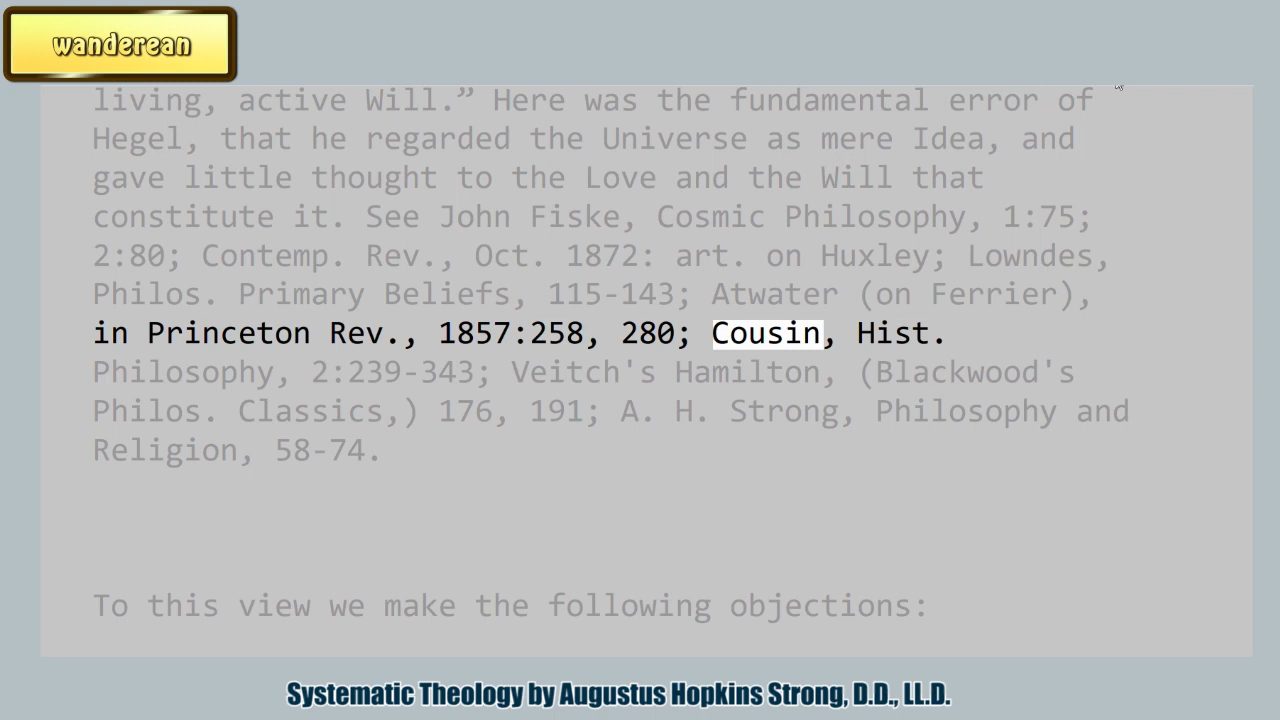 wanderean
living, active Will.” Here was the fundamental error of
Hegel, that he regarded the Universe as mere Idea, and
gave little thought to the Love and the Will that
constitute it. See John Fiske, Cosmic Philosophy, 1:75;
2:80; Contemp. Rev., Oct. 1872: art. on Huxley; Lowndes,
Philos. Primary Beliefs, 115-143; Atwater (on Ferrier),
in Princeton Rev., 1857:258, 280; Cousin, Hist.
Philosophy, 2:239-343; Veitch's Hamilton, (Blackwood's
Philos. Classics,) 176, 191; A. H. Strong, Philosophy and
Religion, 58-74.
To this view we make the following objections:
Systematic Theology by Augustus Hopkins Strong, D.D., LL.D.